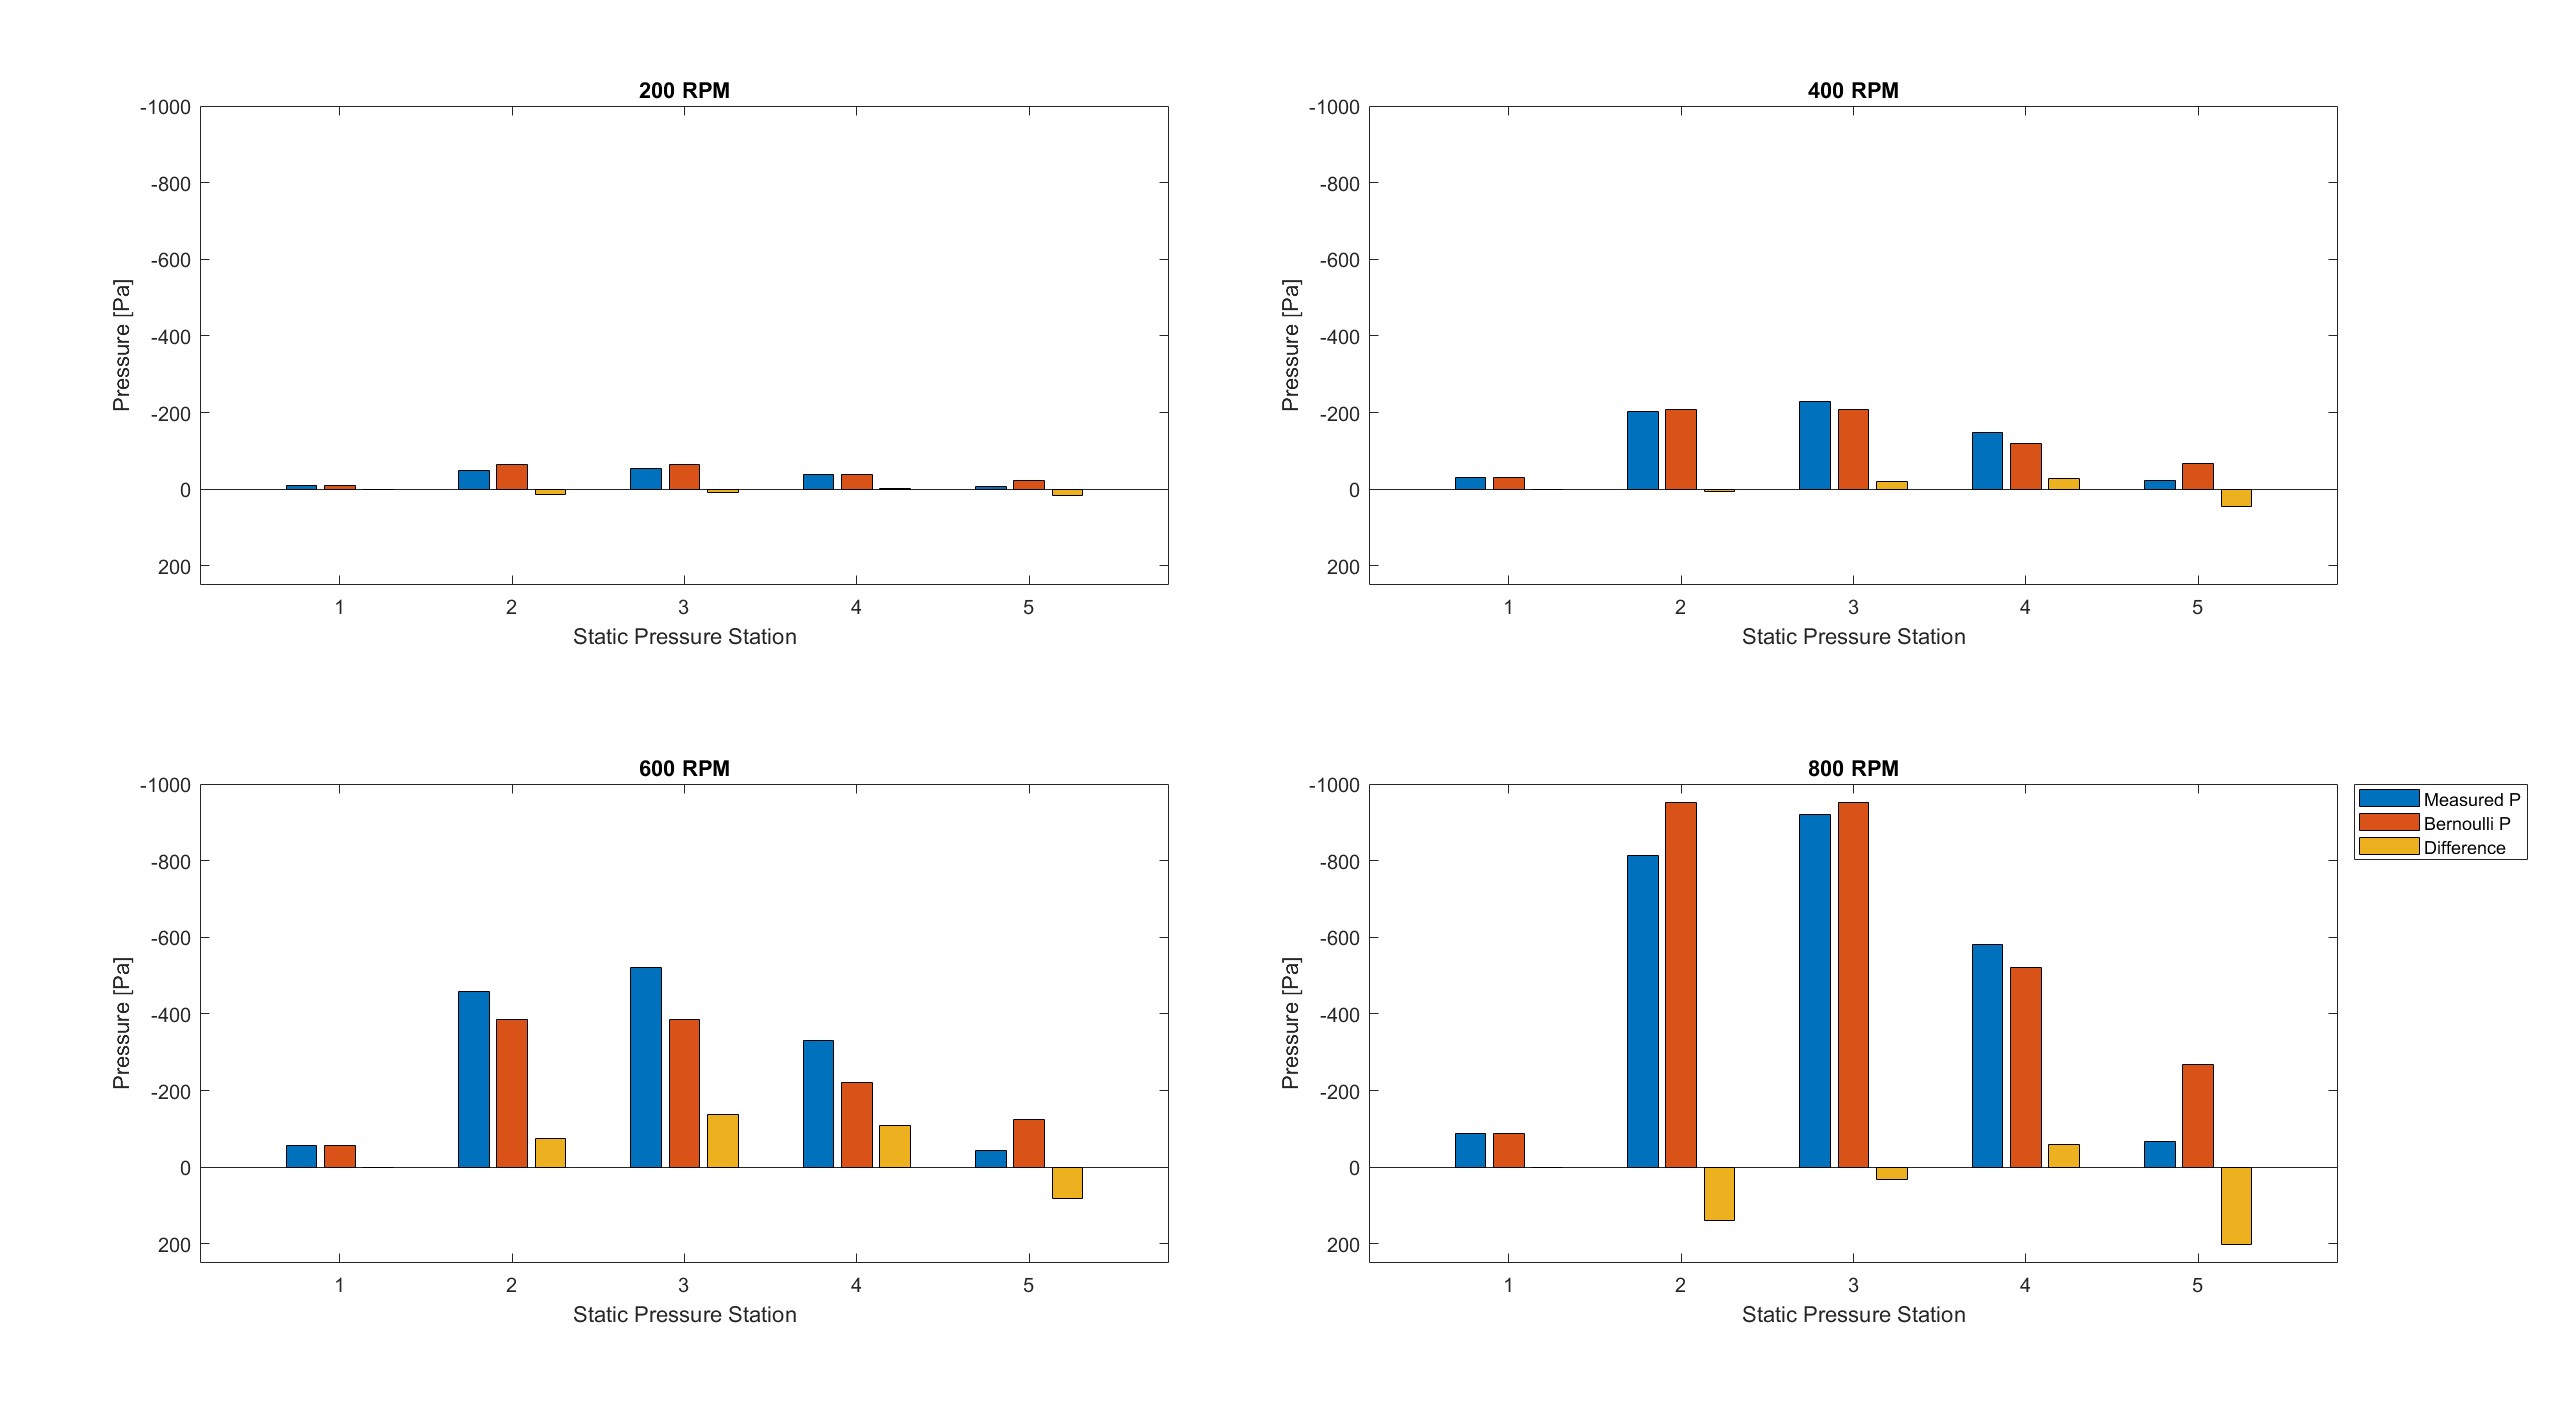 200 RPM
-1000
-800
-600
-400
-200
0
200
Pressure [Pa]
1 2 3 4 5
Static Pressure Station
400 RPM
-1000
-800
-600
-400
-200
0
200
Pressure [Pa]
1 2 3 4 5
Static Pressure Station
600 RPM
-1000
-800
-600
-400
-200
0
200
Pressure [Pa]
1 2 3 4 5
Static Pressure Station
800 RPM
-1000
-800
-600
-400
-200
0
200
Pressure [Pa]
1 2 3 4 5
Static Pressure Station
Measured P
Bernoulli P
Difference